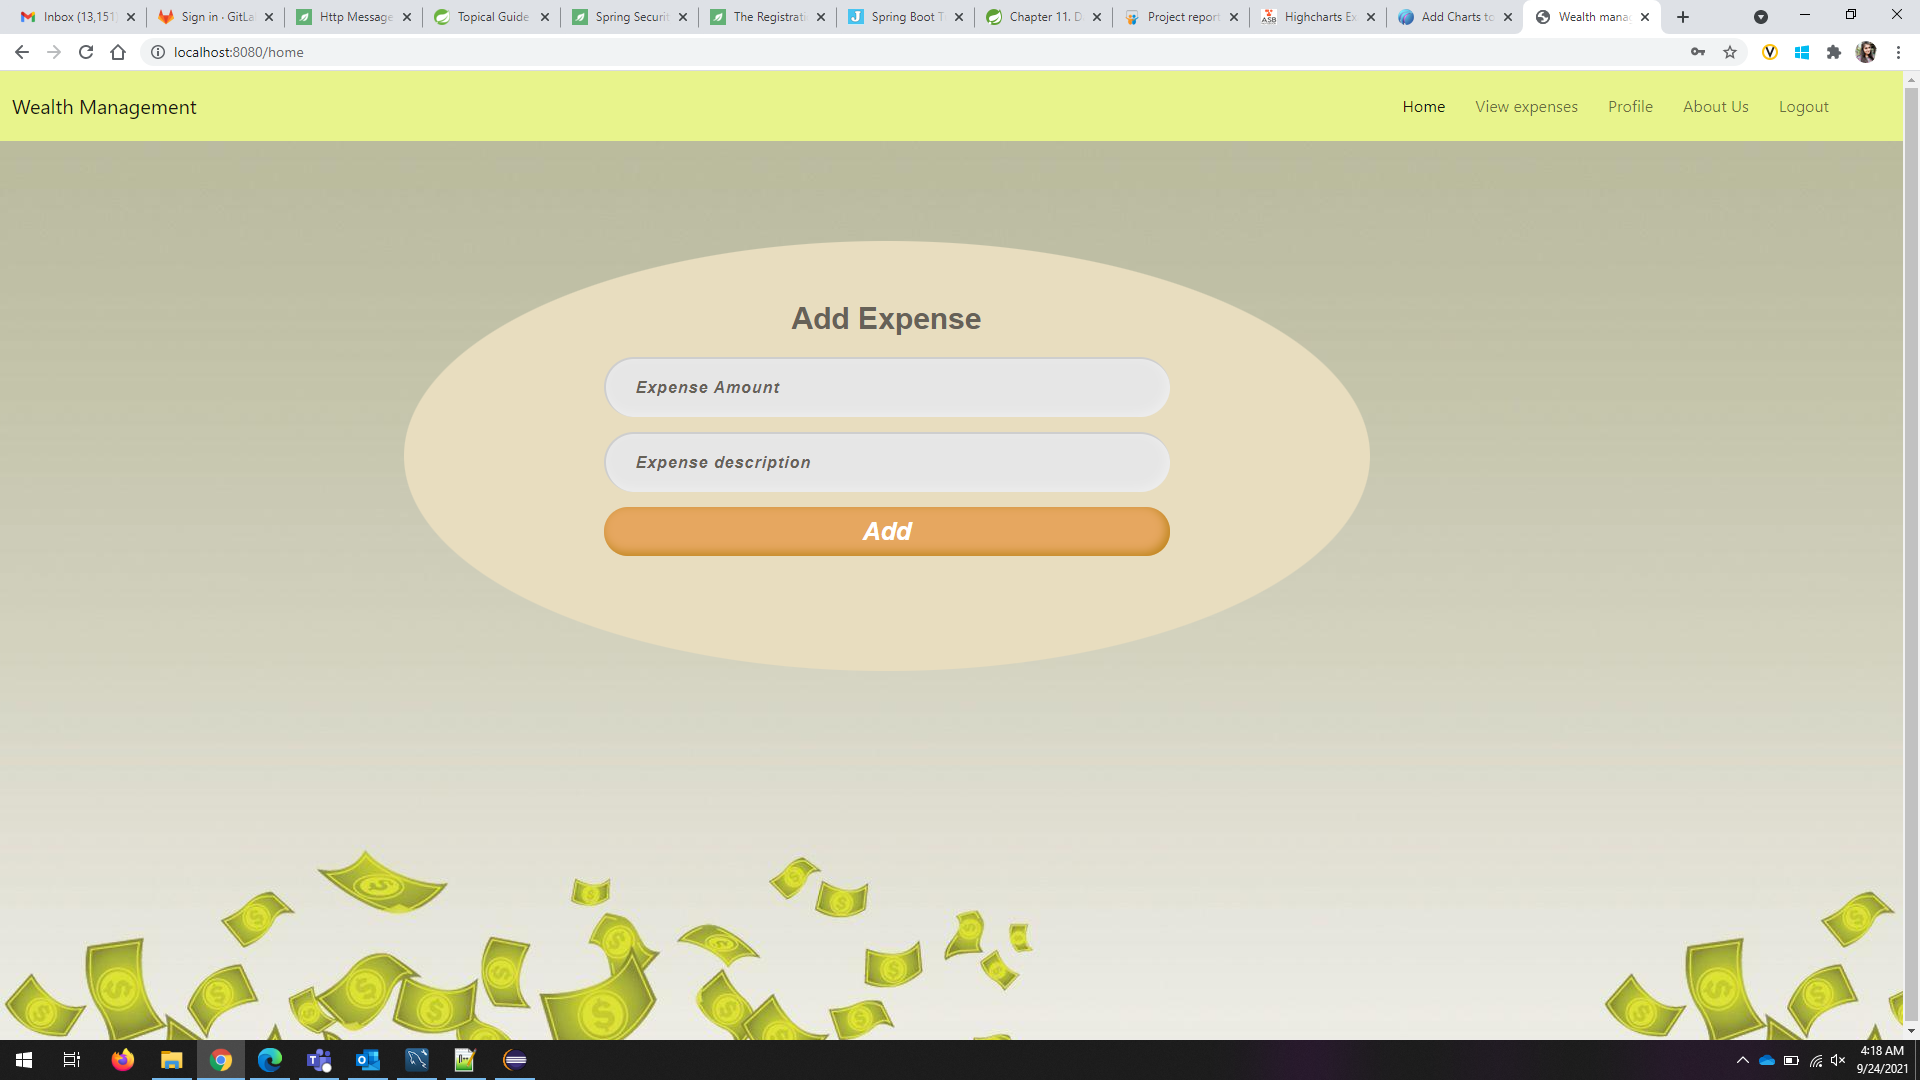 Inbox (13,151)
Sign in · GitLa
Http Message
Topical Guide
Spring Securit
The Registrati
Spring Boot T
Chapter 11. D
Project report
Highcharts Ex
Add Charts to
Wealth mana
localhost:8080/home
Wealth Management
Home
View expenses
Profile
About Us
Logout
Add Expense
Expense Amount
Expense description
Add
4:18 AM
9/24/2021